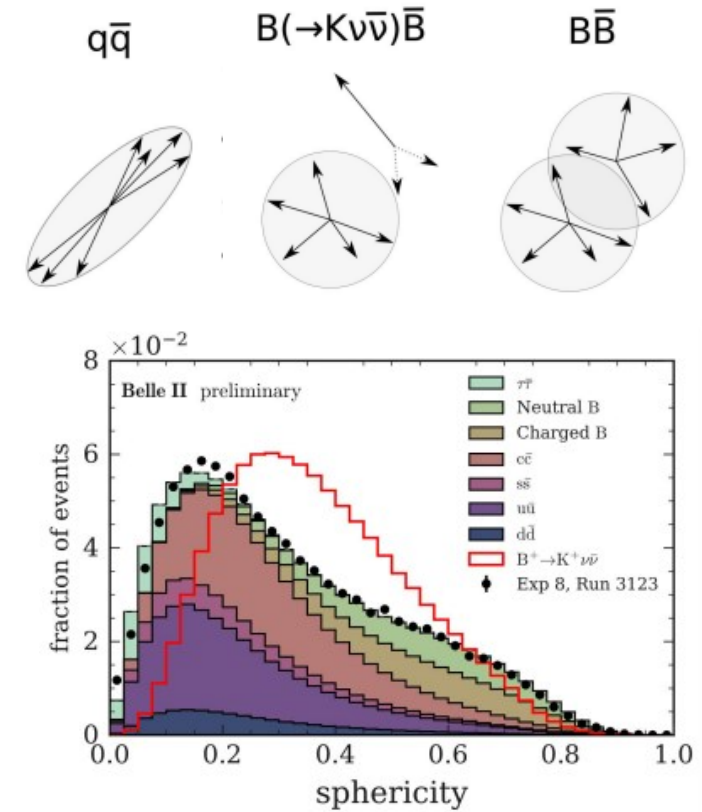 qq̄
B(→Kνν̄)B̄
BB̄
8 ×10⁻²
Belle II preliminary
ττ̄
Neutral B
Charged B
cc̄
ss̄
uū
dd̄
B⁺→K⁺νν̄
Exp 8, Run 3123
6
4
2
0
fraction of events
0.0 0.2 0.4 0.6 0.8 1.0
sphericity